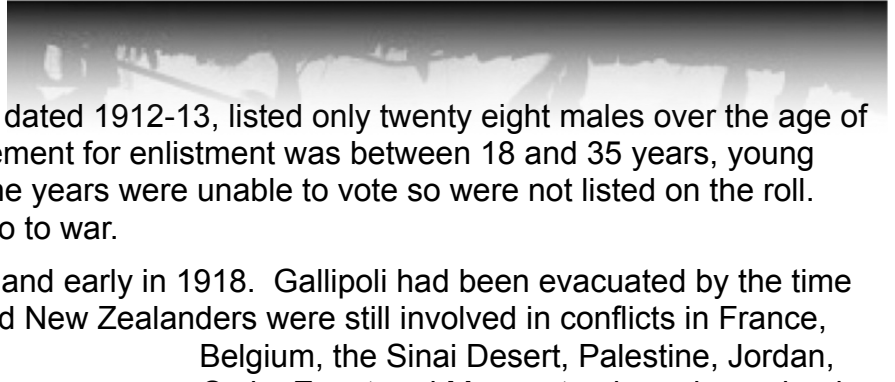 dated 1912-13, listed only twenty eight males over the age of
ement for enlistment was between 18 and 35 years, young
ne years were unable to vote so were not listed on the roll.
o to war.
and early in 1918. Gallipoli had been evacuated by the time
d New Zealanders were still involved in conflicts in France,
Belgium, the Sinai Desert, Palestine, Jordan,